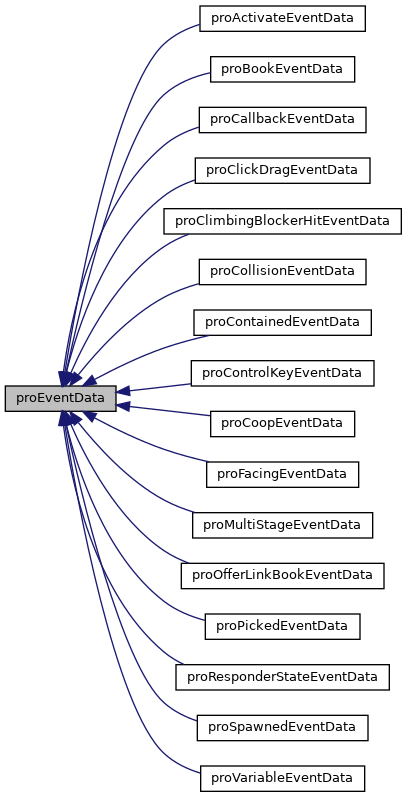 proActivateEventData
proBookEventData
proCallbackEventData
proClickDragEventData
proClimbingBlockerHitEventData
proCollisionEventData
proContainedEventData
proControlKeyEventData
proEventData
proCoopEventData
proFacingEventData
proMultiStageEventData
proOfferLinkBookEventData
proPickedEventData
proResponderStateEventData
proSpawnedEventData
proVariableEventData